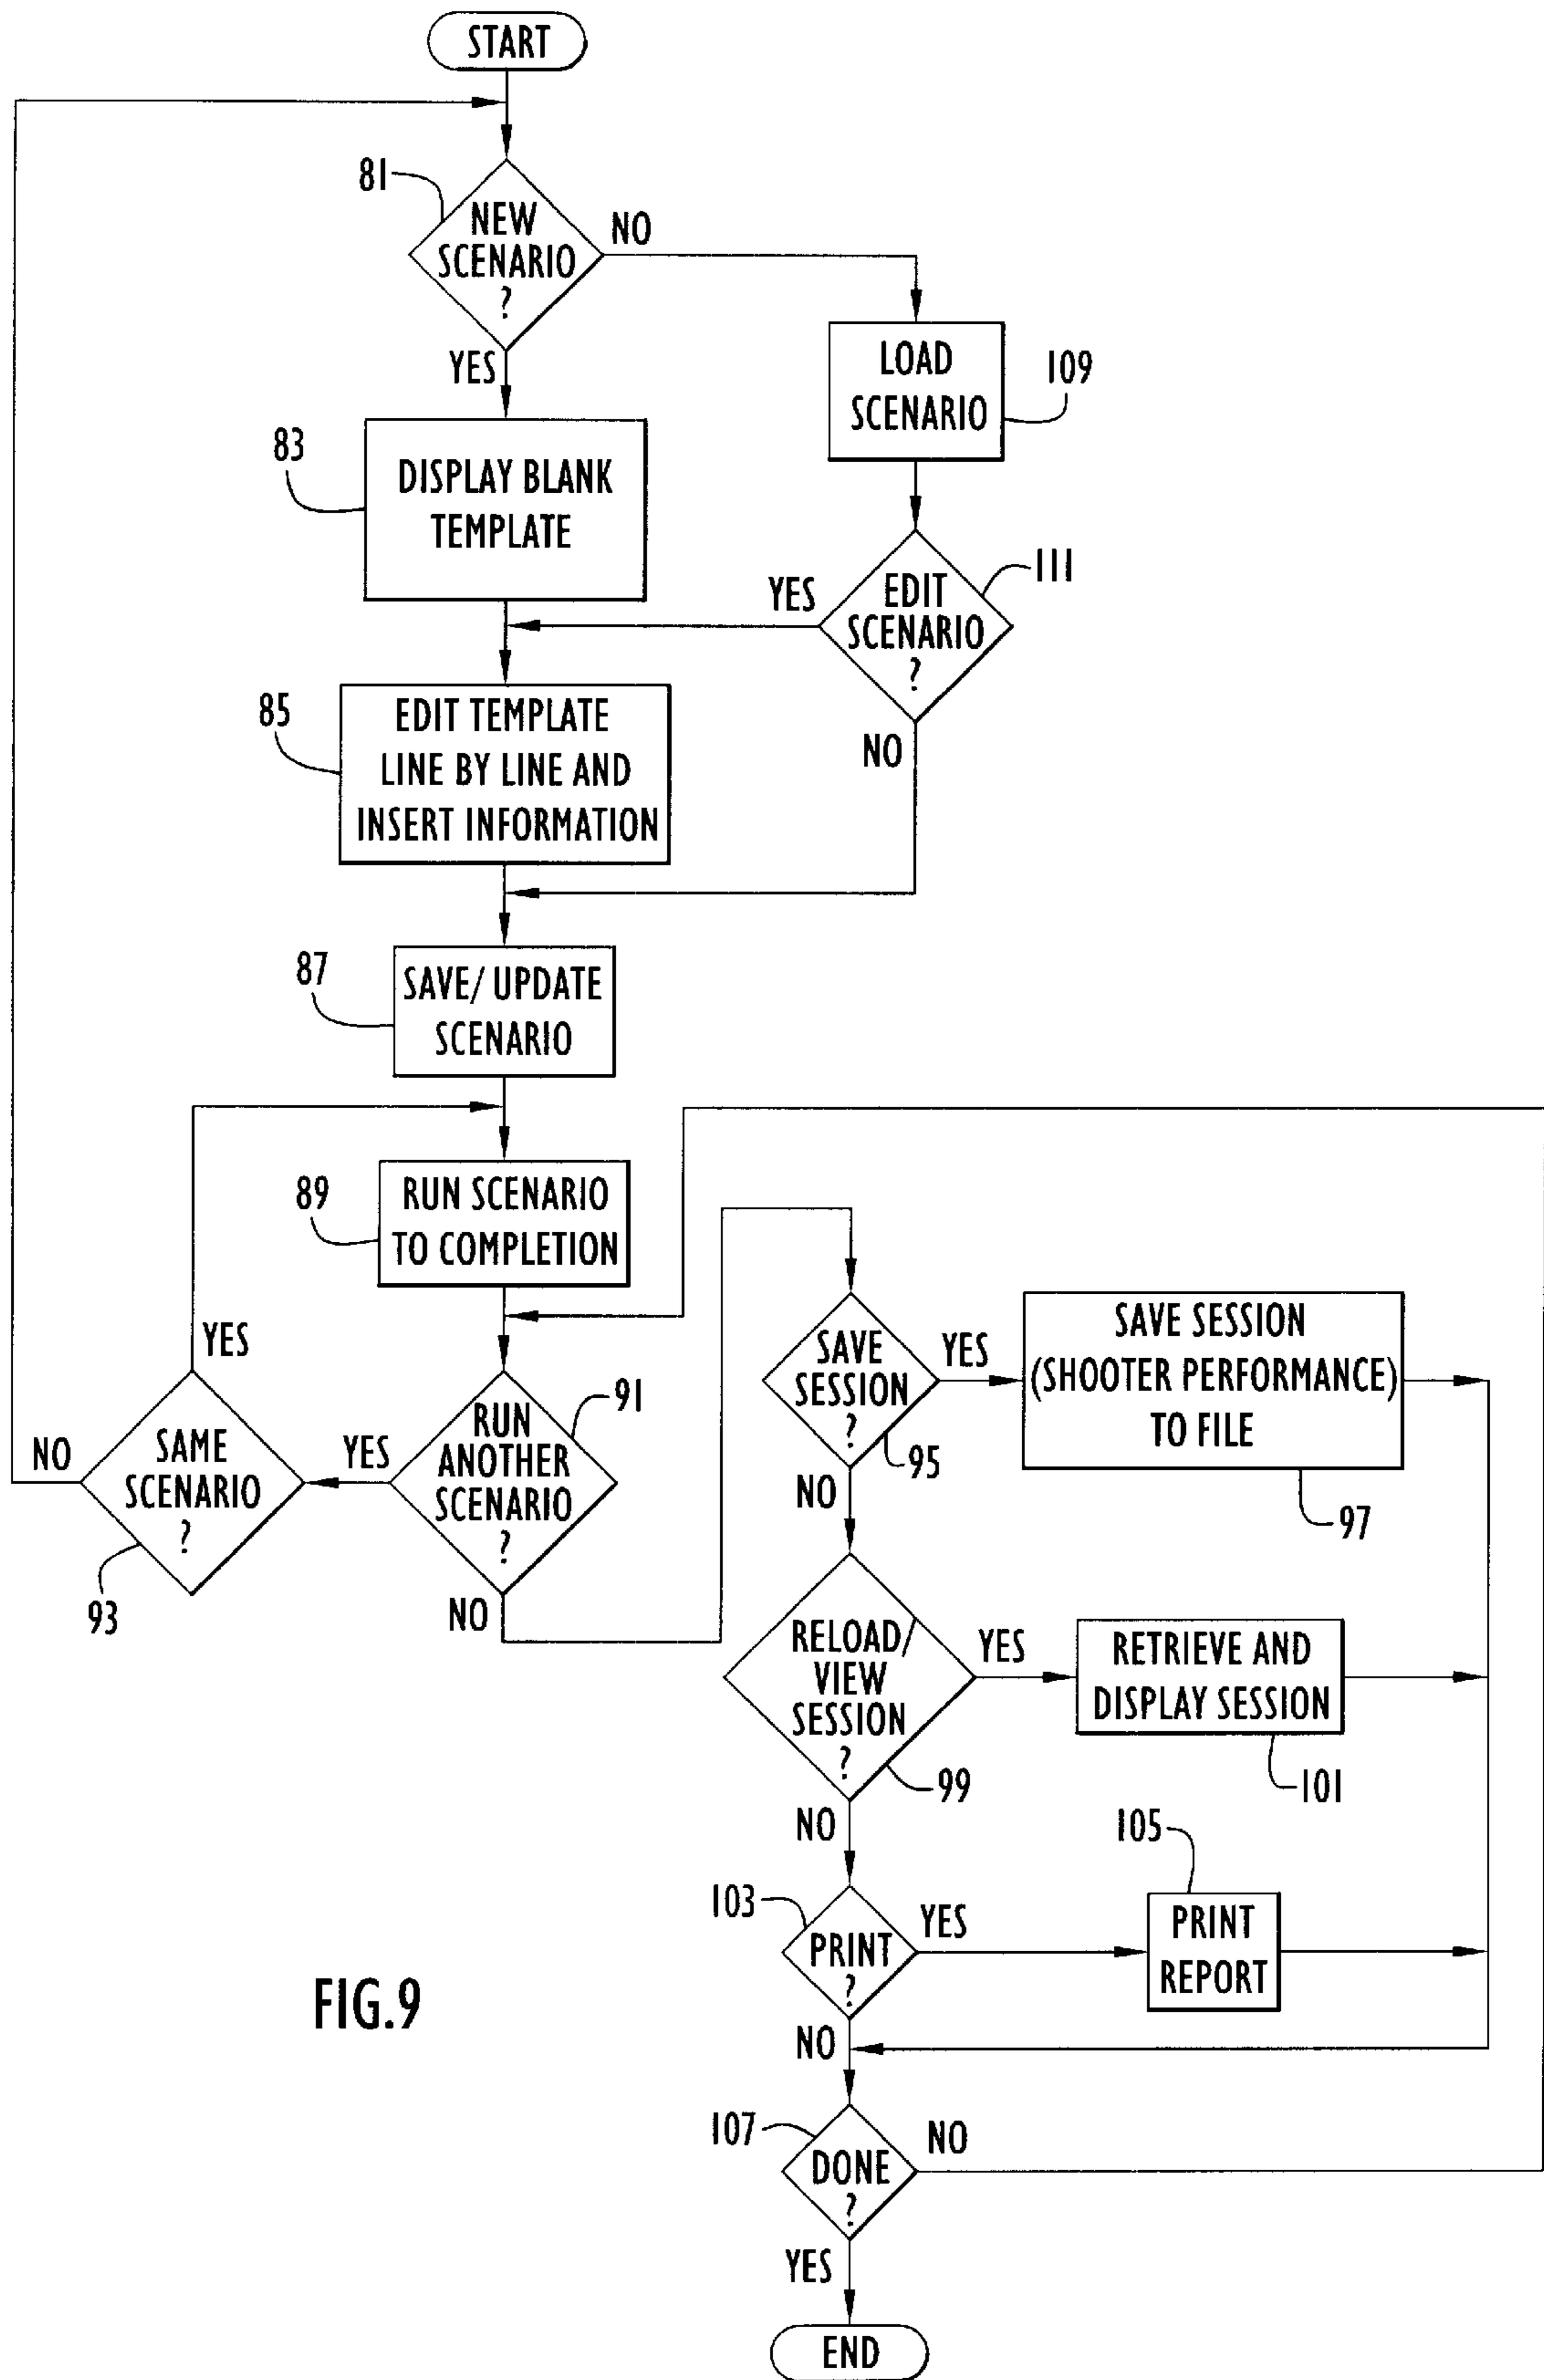 START
81
NEW
SCENARIO
?
NO
YES
LOAD
SCENARIO
109
83
DISPLAY BLANK
TEMPLATE
EDIT
SCENARIO
?
111
YES
NO
85
EDIT TEMPLATE
LINE BY LINE AND
INSERT INFORMATION
87
SAVE/ UPDATE
SCENARIO
89
RUN SCENARIO
TO COMPLETION
YES
SAME
SCENARIO
?
NO
93
YES
RUN
ANOTHER
SCENARIO
?
91
NO
SAVE
SESSION
?
95
YES
SAVE SESSION
(SHOOTER PERFORMANCE)
TO FILE
97
NO
RELOAD/
VIEW
SESSION
?
99
YES
RETRIEVE AND
DISPLAY SESSION
101
NO
103
PRINT
?
YES
105
PRINT
REPORT
NO
107
DONE
?
NO
YES
END
FIG.9